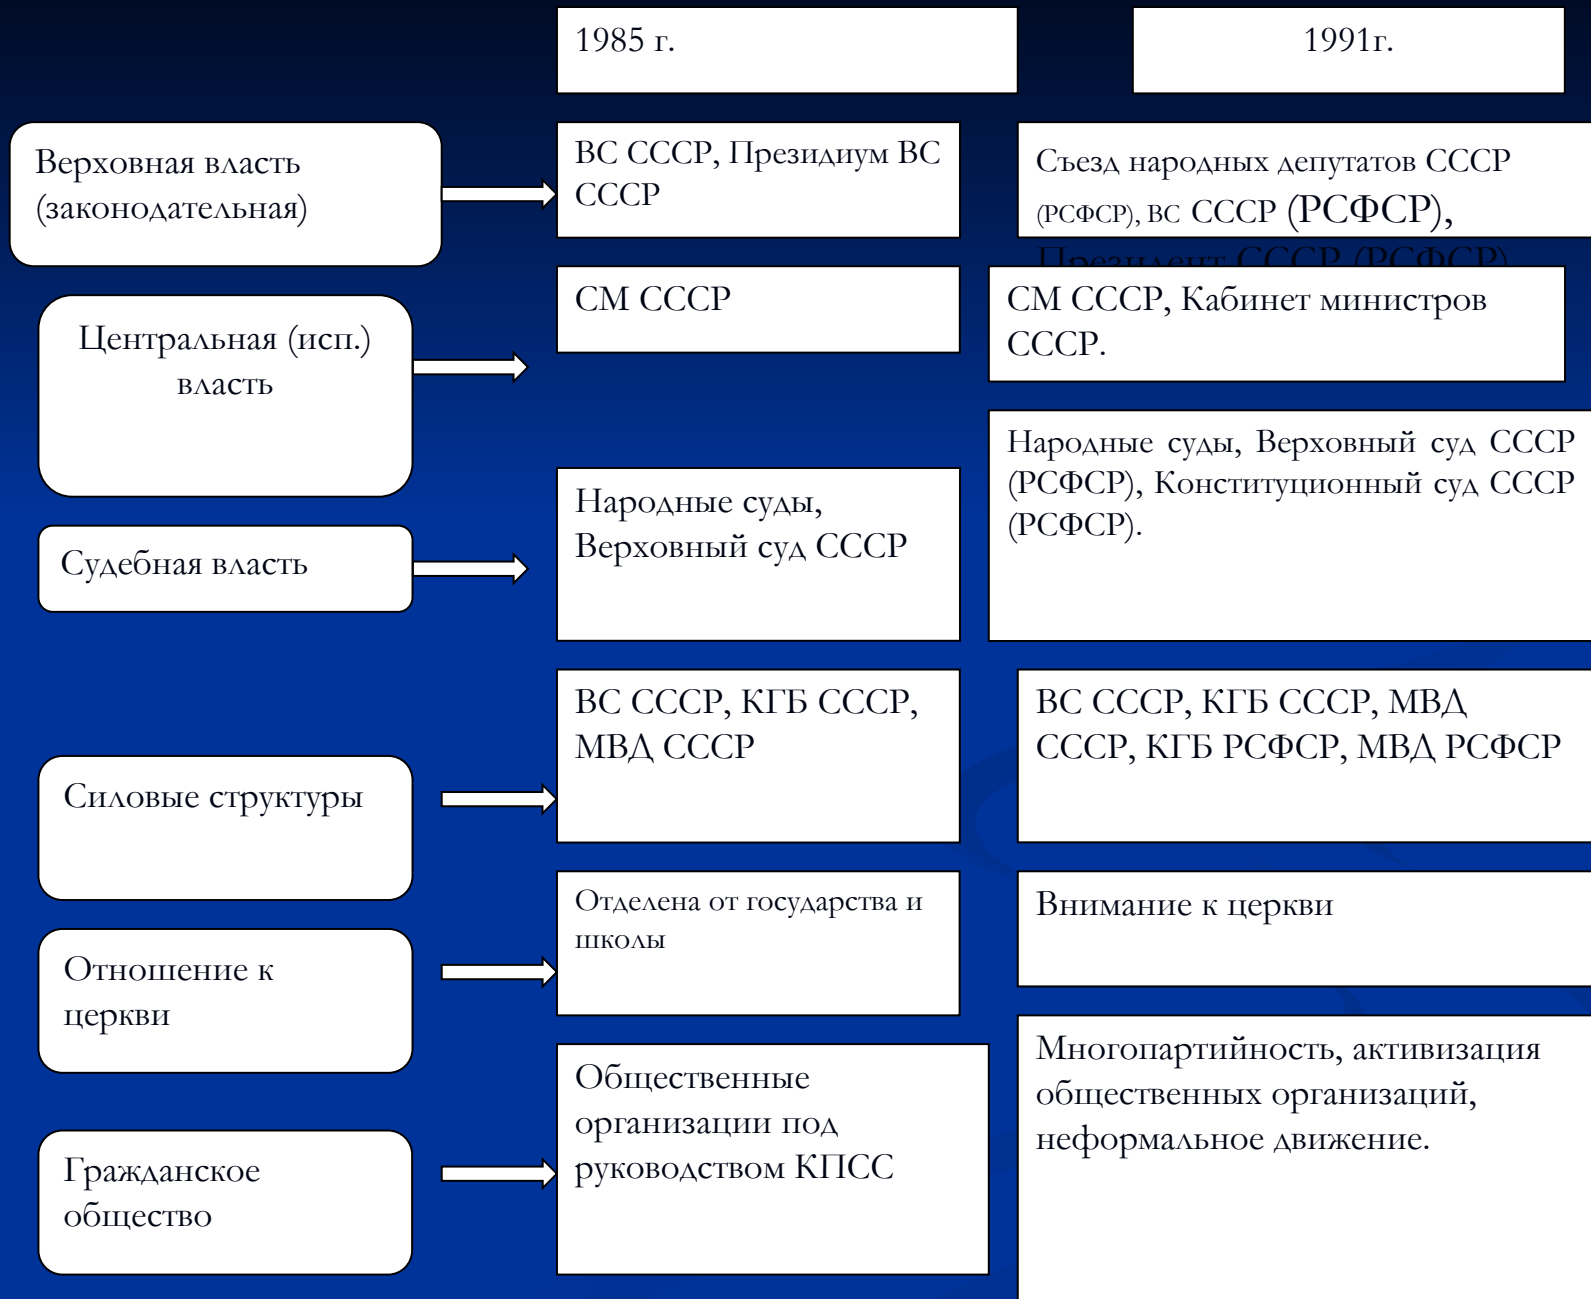 1985 г.
1991г.
Верховная власть
(законодательная)
ВС СССР, Президиум ВС
СССР
Съезд народных депутатов СССР
(РСФСР), ВС СССР (РСФСР),
Президент СССР (РСФСР)
Центральная (исп.)
власть
СМ СССР
СМ СССР, Кабинет министров
СССР.
Судебная власть
Народные суды,
Верховный суд СССР
Народные суды, Верховный суд СССР
(РСФСР), Конституционный суд СССР
(РСФСР).
Силовые структуры
ВС СССР, КГБ СССР,
МВД СССР
ВС СССР, КГБ СССР, МВД
СССР, КГБ РСФСР, МВД РСФСР
Отношение к
церкви
Отделена от государства и
школы
Внимание к церкви
Гражданское
общество
Общественные
организации под
руководством КПСС
Многопартийность, активизация
общественных организаций,
неформальное движение.